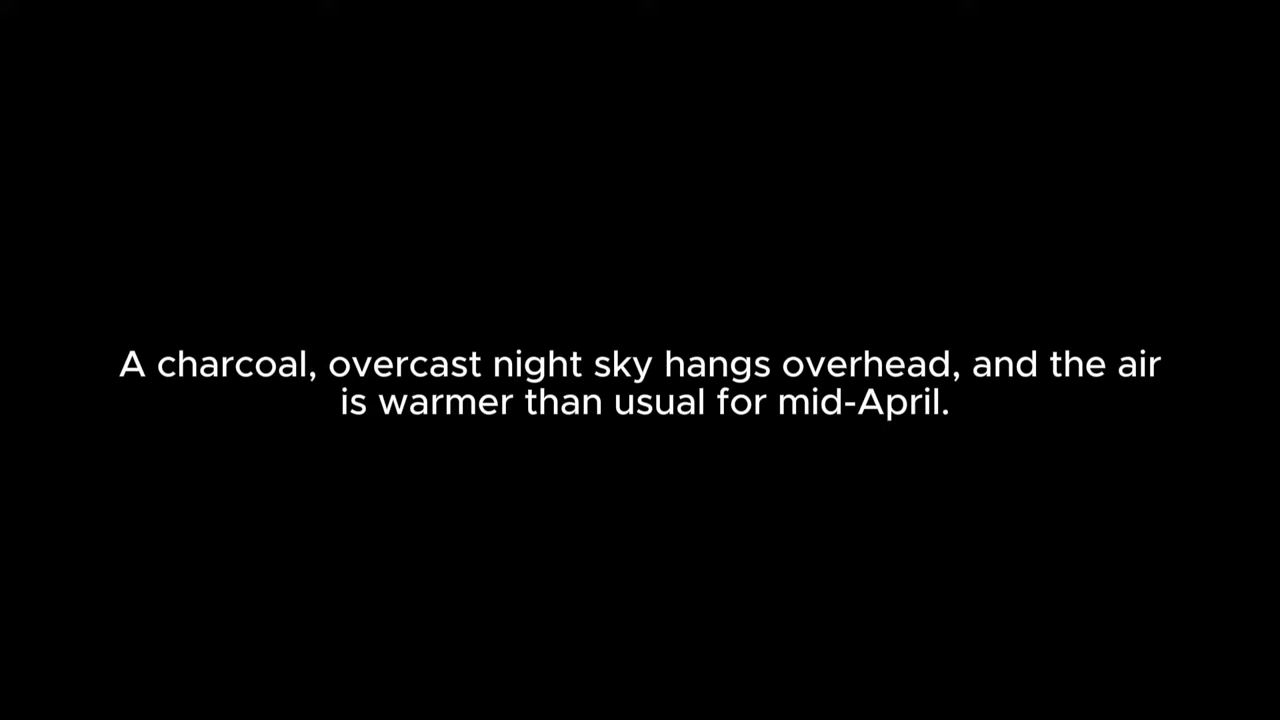 A charcoal, overcast night sky hangs overhead, and the air
is warmer than usual for mid-April.